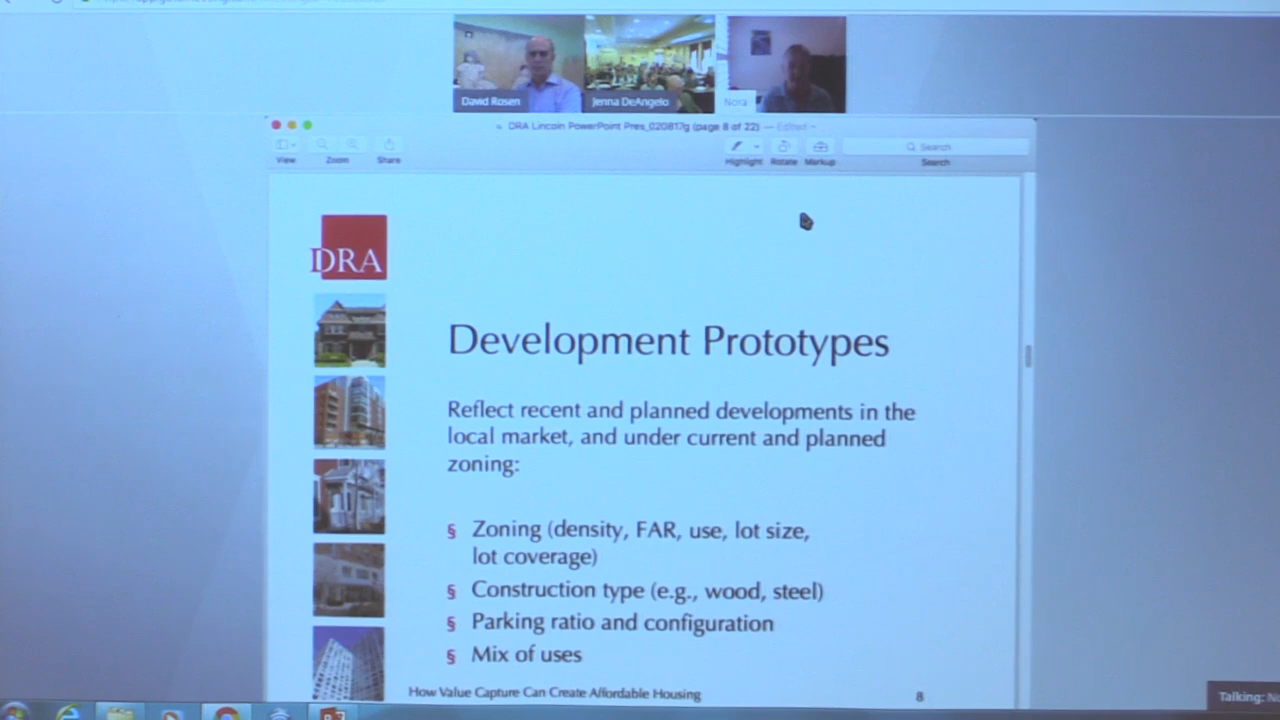 David Rosen
Jenna DeAngelo
Nora
DRA Lincoln PowerPoint Pres_020817g (page 8 of 22) — Edited
View
Zoom
Share
Highlight
Rotate
Markup
Search
Search
DRA
Development Prototypes
Reflect recent and planned developments in the
local market, and under current and planned
zoning:
§ Zoning (density, FAR, use, lot size,
lot coverage)
§ Construction type (e.g., wood, steel)
§ Parking ratio and configuration
§ Mix of uses
How Value Capture Can Create Affordable Housing
8
Talking: